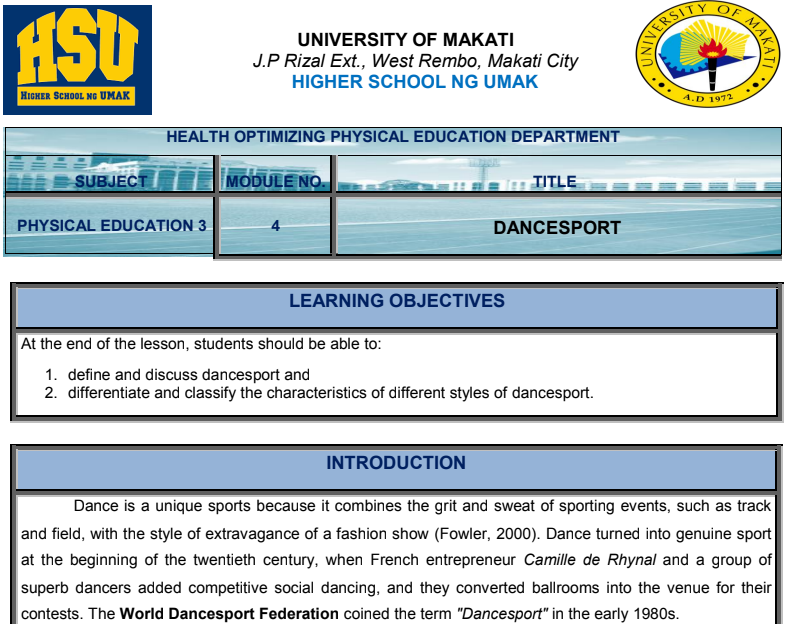 HSU
HIGHER SCHOOL NG UMAK
UNIVERSITY OF MAKATI
J.P Rizal Ext., West Rembo, Makati City
HIGHER SCHOOL NG UMAK
UNIVERSITY OF MAKATI
A.D 1972
HEALTH OPTIMIZING PHYSICAL EDUCATION DEPARTMENT
SUBJECT MODULE NO. TITLE
PHYSICAL EDUCATION 3 4 DANCESPORT
LEARNING OBJECTIVES
At the end of the lesson, students should be able to:
1. define and discuss dancesport and
2. differentiate and classify the characteristics of different styles of dancesport.
INTRODUCTION
Dance is a unique sports because it combines the grit and sweat of sporting events, such as track
and field, with the style of extravagance of a fashion show (Fowler, 2000). Dance turned into genuine sport
at the beginning of the twentieth century, when French entrepreneur Camille de Rhynal and a group of
superb dancers added competitive social dancing, and they converted ballrooms into the venue for their
contests. The World Dancesport Federation coined the term "Dancesport" in the early 1980s.